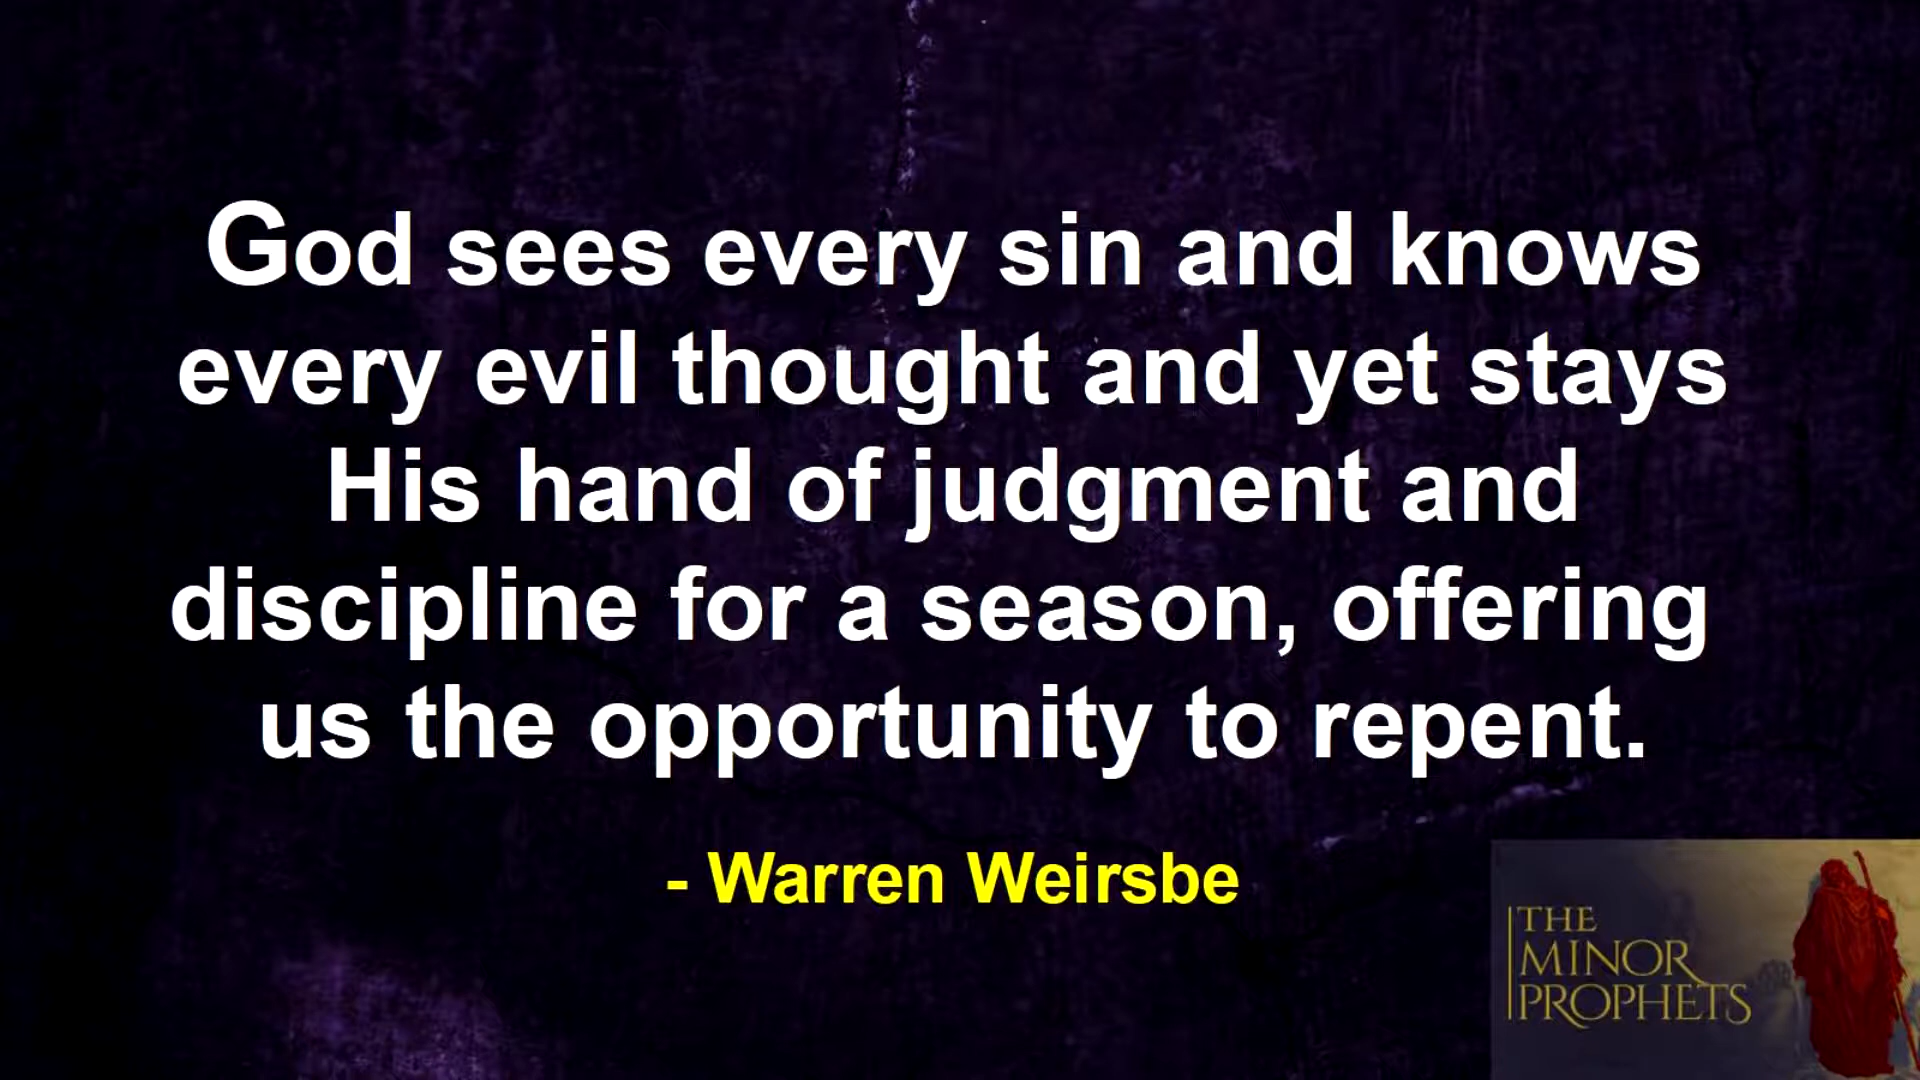 God sees every sin and knows
every evil thought and yet stays
His hand of judgment and
discipline for a season, offering
us the opportunity to repent.
- Warren Weirsbe
THE
MINOR
PROPHETS